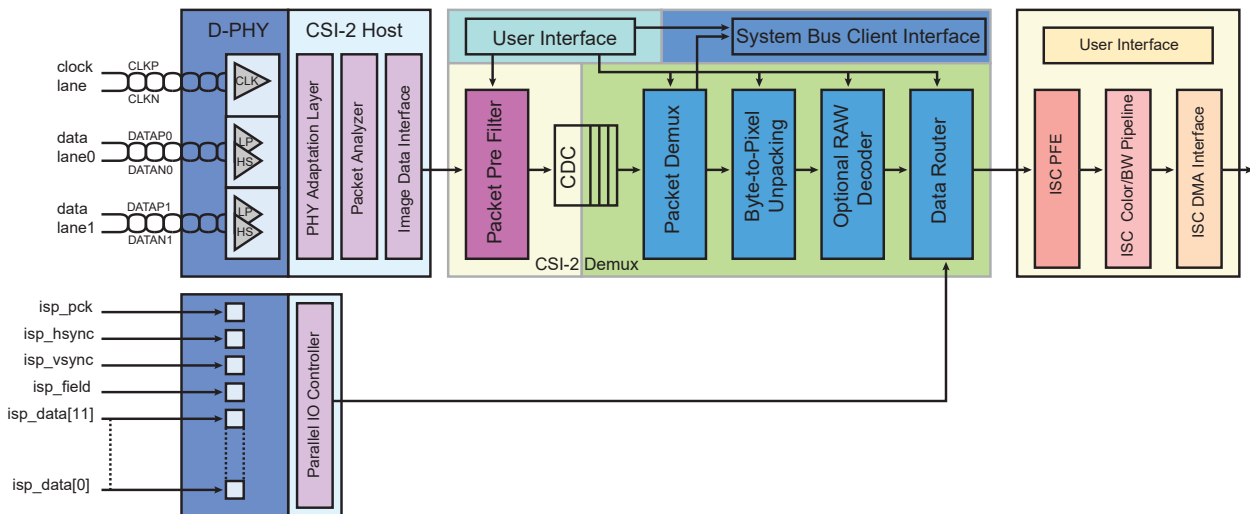 D-PHY
CSI-2 Host
User Interface
System Bus Client Interface
User Interface
clock
lane
CLKP
CLKN
CLK
data
lane0
DATAP0
DATAN0
LP
HS
data
lane1
DATAP1
DATAN1
LP
HS
PHY Adaptation Layer
Packet Analyzer
Image Data Interface
Packet Pre Filter
CDC
Packet Demux
Byte-to-Pixel
Unpacking
Optional RAW
Decoder
Data Router
CSI-2 Demux
ISC PFE
ISC Color/BW Pipeline
ISC DMA Interface
isp_pck
isp_hsync
isp_vsync
isp_field
isp_data[11]
isp_data[0]
Parallel IO Controller